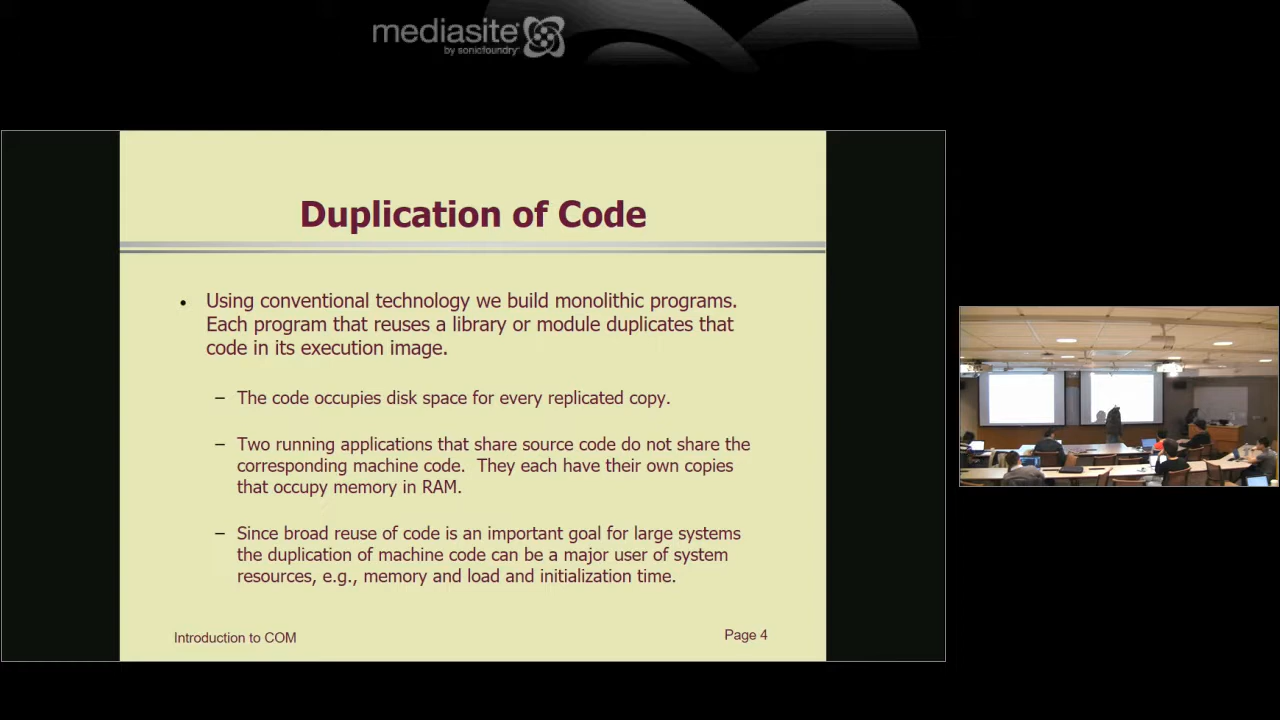 mediasite
by sonicfoundry
Duplication of Code
• Using conventional technology we build monolithic programs.
Each program that reuses a library or module duplicates that
code in its execution image.
– The code occupies disk space for every replicated copy.
– Two running applications that share source code do not share the
corresponding machine code. They each have their own copies
that occupy memory in RAM.
– Since broad reuse of code is an important goal for large systems
the duplication of machine code can be a major user of system
resources, e.g., memory and load and initialization time.
Introduction to COM
Page 4